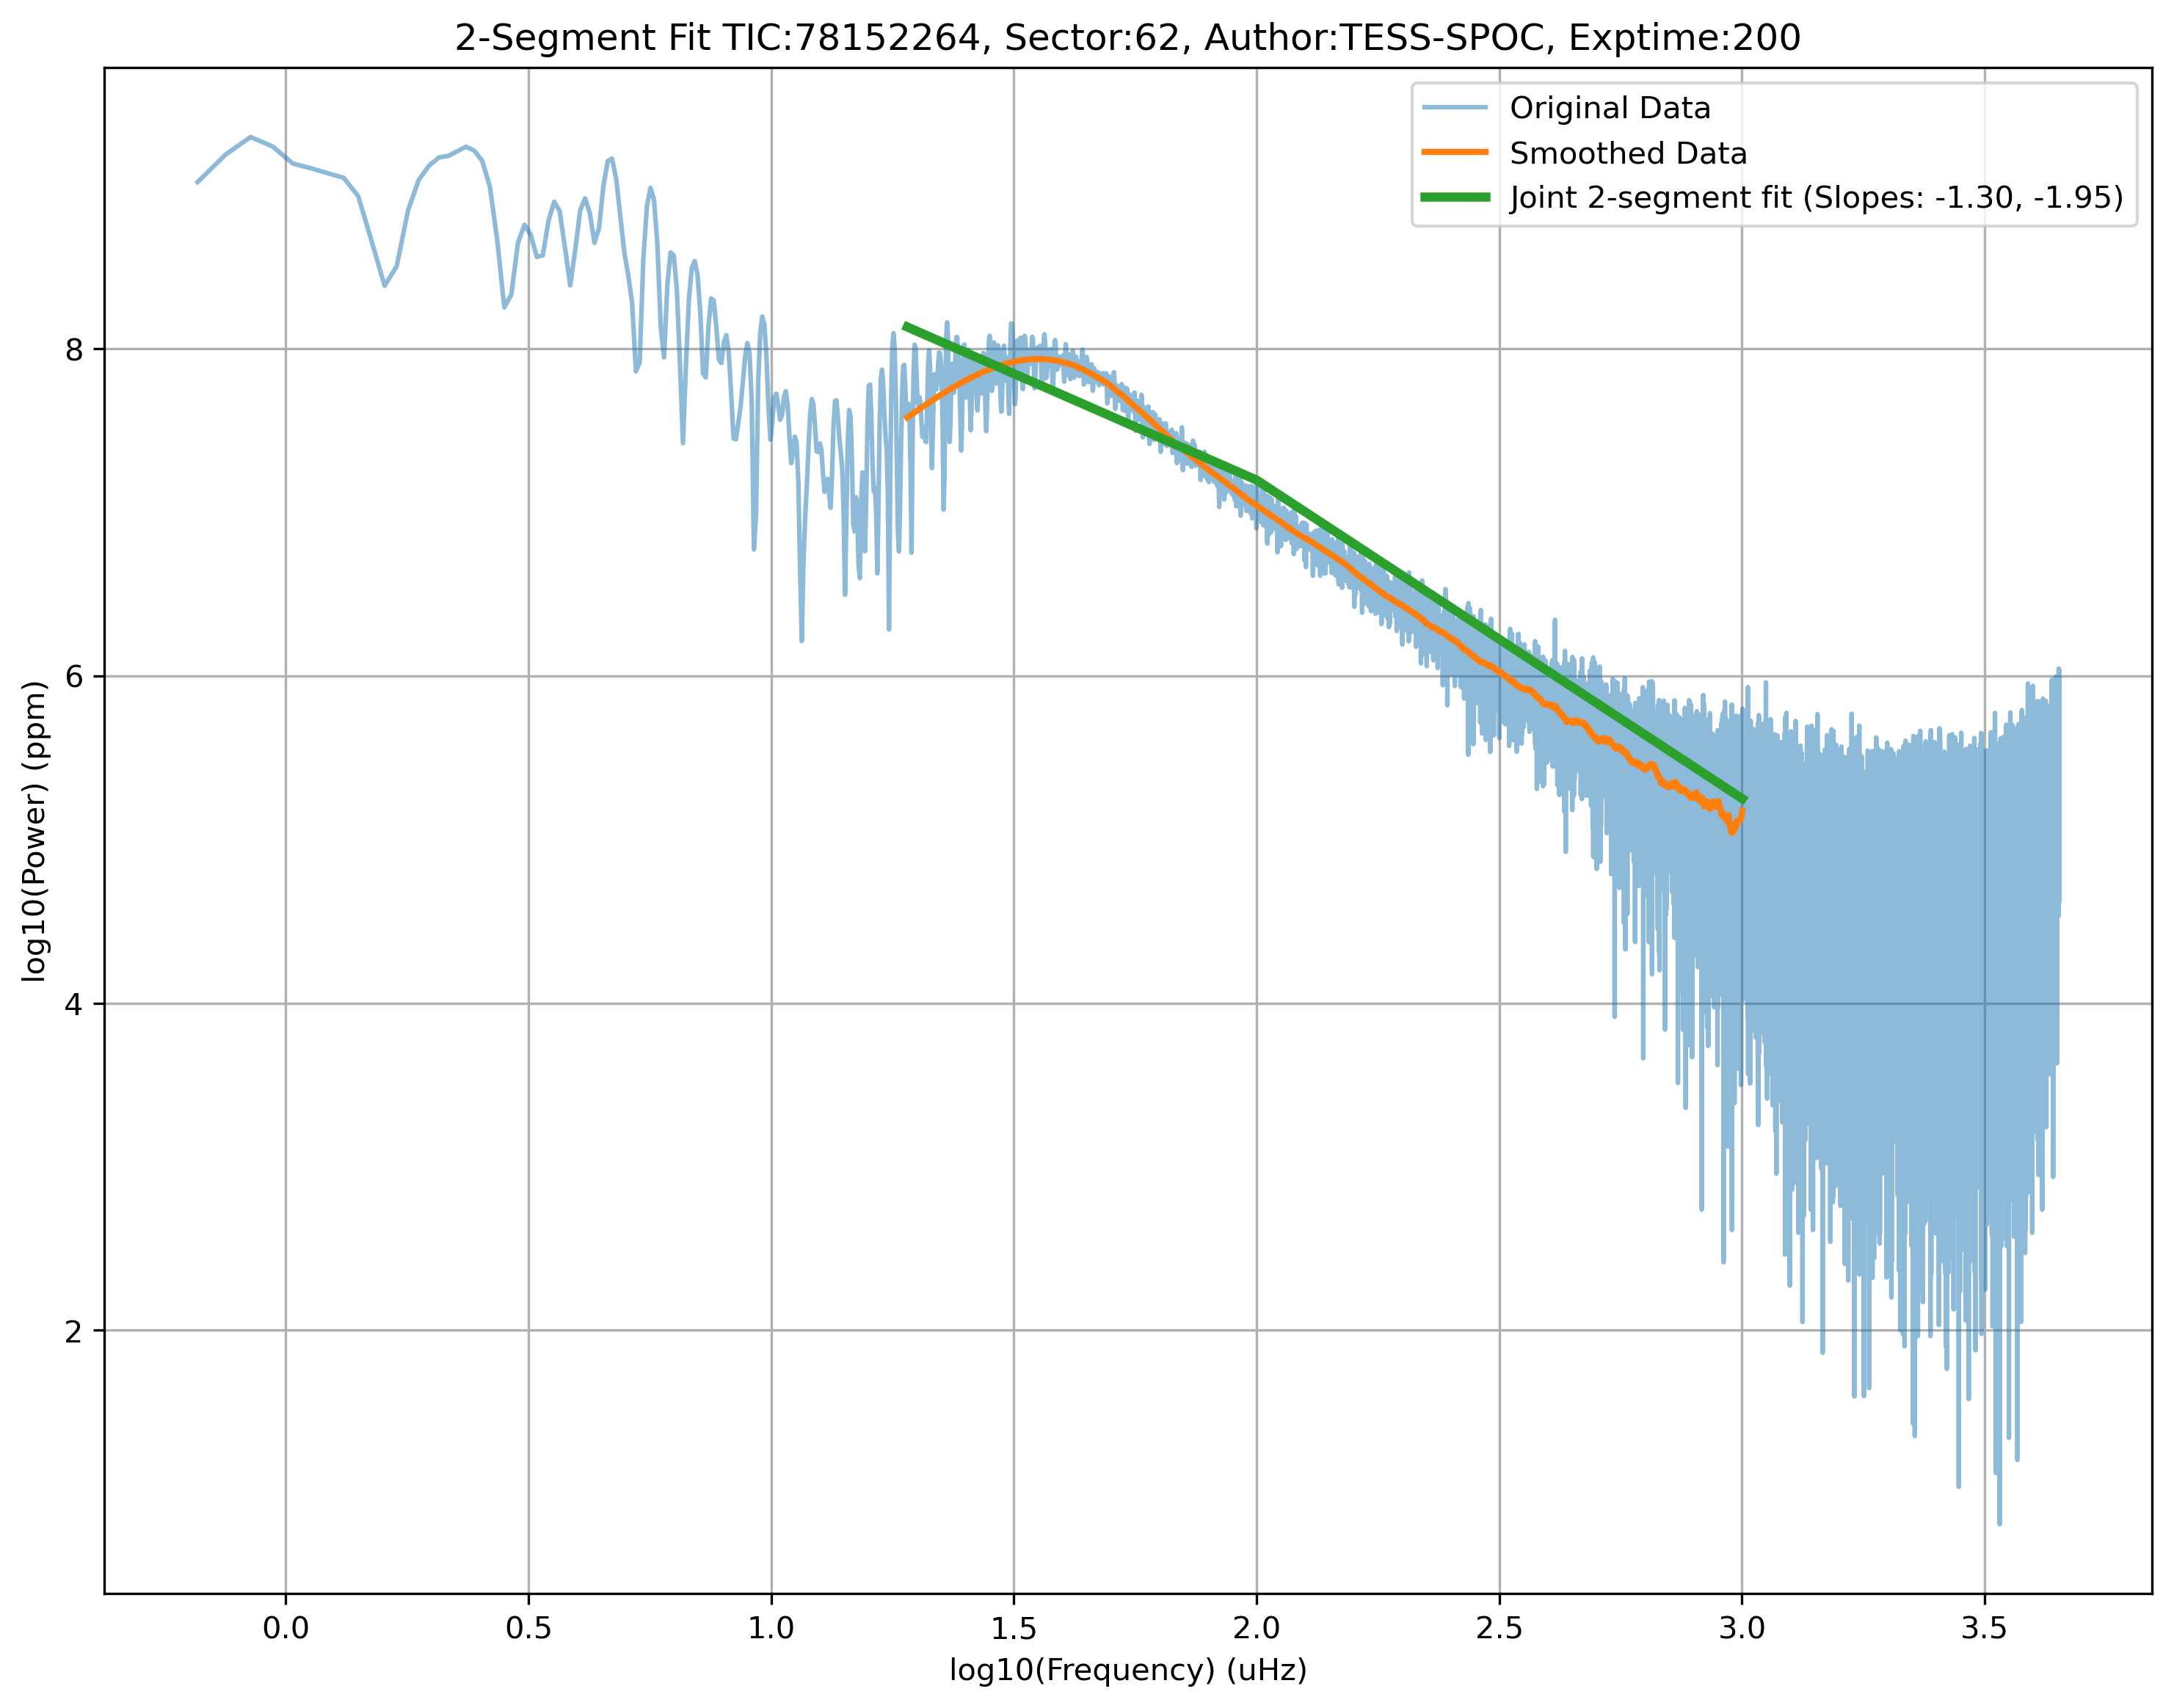 2-Segment Fit TIC:78152264, Sector:62, Author:TESS-SPOC, Exptime:200
Original Data
Smoothed Data
Joint 2-segment fit (Slopes: -1.30, -1.95)
log10(Power) (ppm)
8
6
4
2
0.0 0.5 1.0 1.5 2.0 2.5 3.0 3.5
log10(Frequency) (uHz)